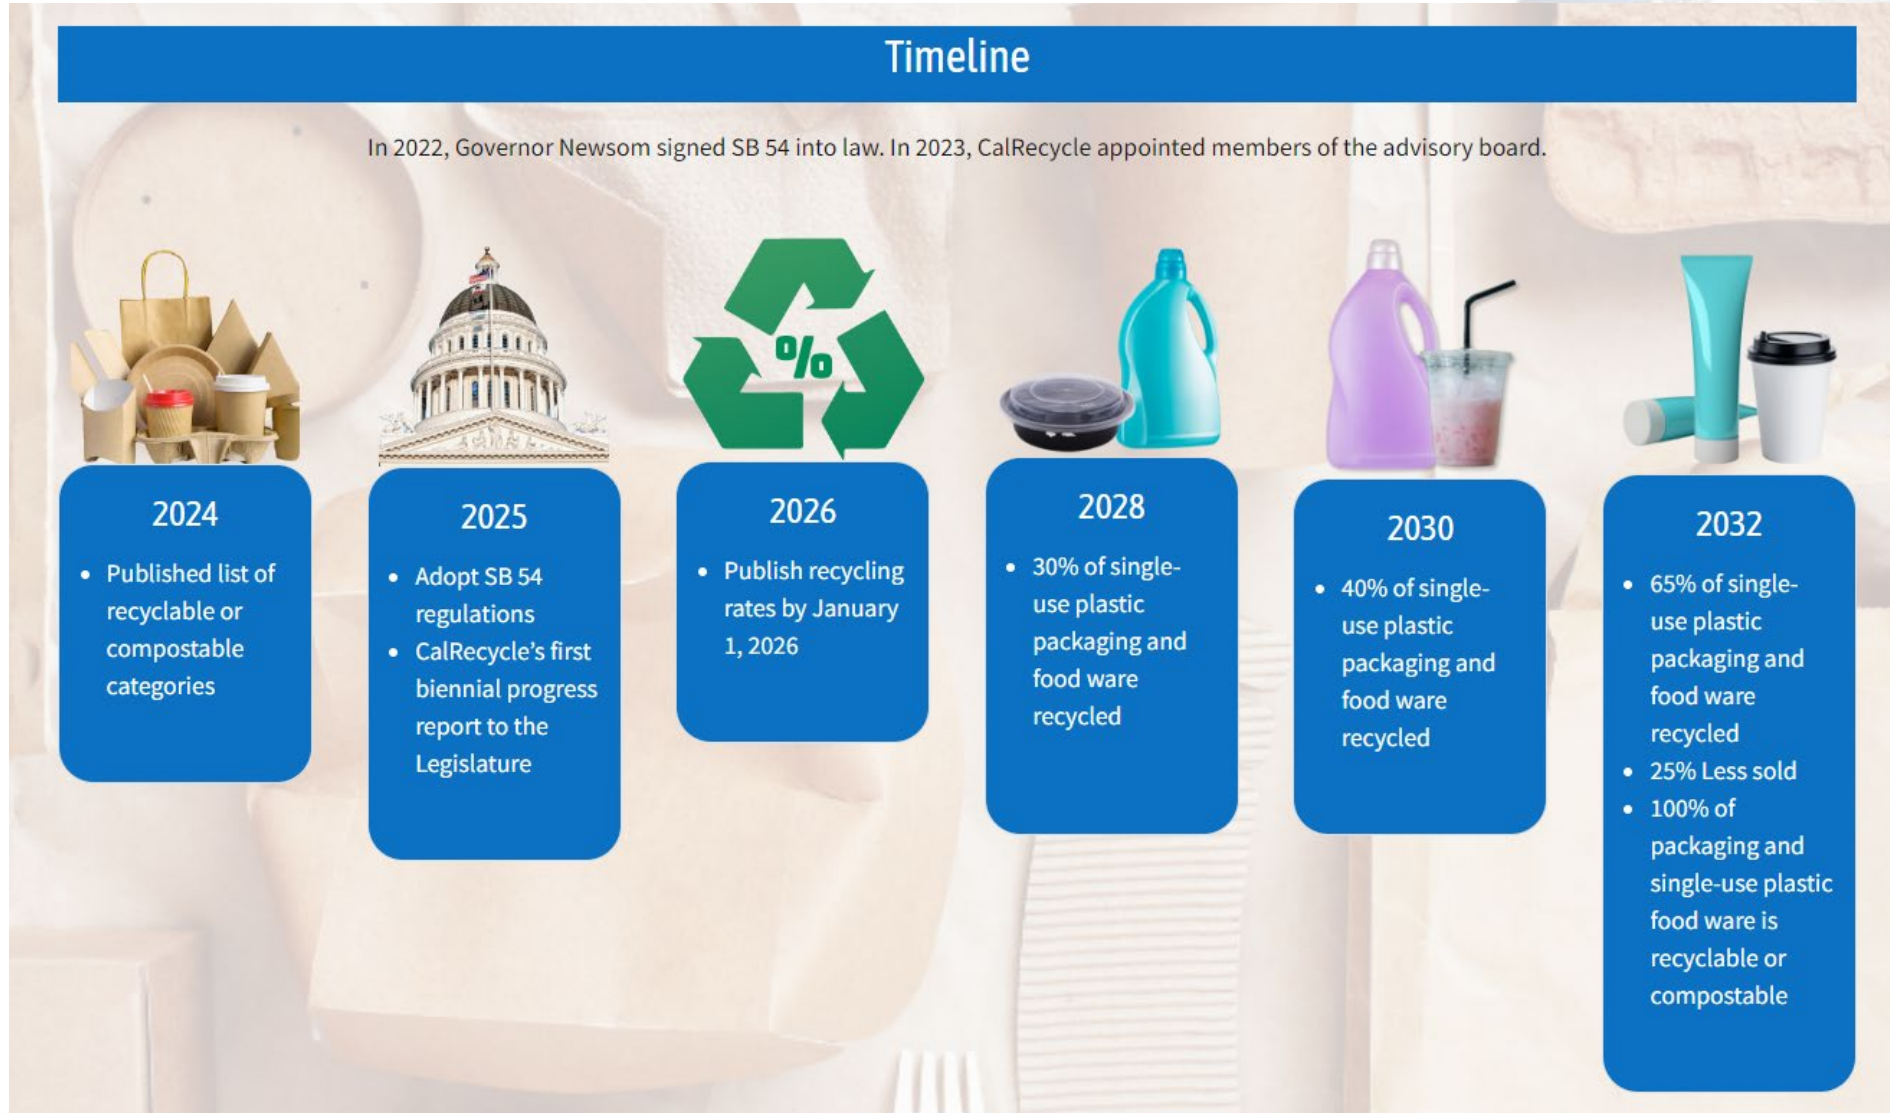 Timeline
In 2022, Governor Newsom signed SB 54 into law. In 2023, CalRecycle appointed members of the advisory board.
%
2024
• Published list of
recyclable or
compostable
categories
2025
• Adopt SB 54
regulations
• CalRecycle’s first
biennial progress
report to the
Legislature
2026
• Publish recycling
rates by January
1, 2026
2028
• 30% of single-
use plastic
packaging and
food ware
recycled
2030
• 40% of single-
use plastic
packaging and
food ware
recycled
2032
• 65% of single-
use plastic
packaging and
food ware
recycled
• 25% Less sold
• 100% of
packaging and
single-use plastic
food ware is
recyclable or
compostable